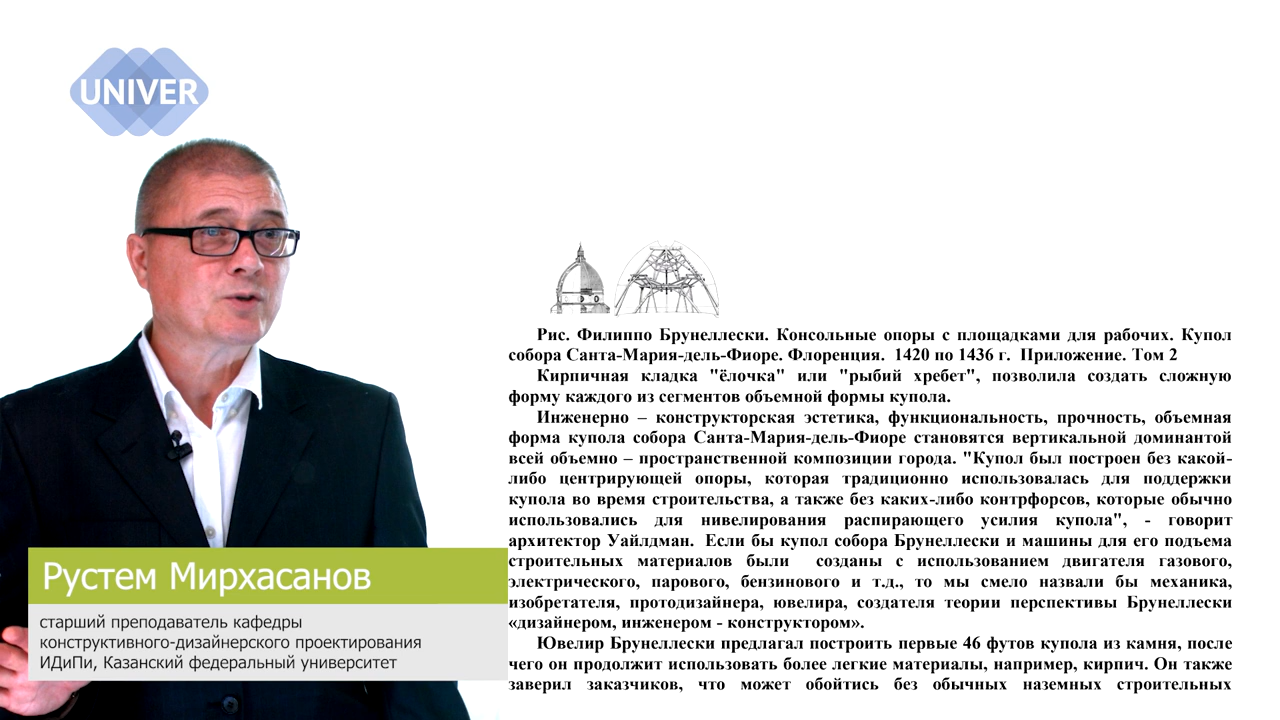 UNIVER
Рис. Филиппо Брунеллески. Консольные опоры с площадками для рабочих. Купол
собора Санта-Мария-дель-Фиоре. Флоренция. 1420 по 1436 г. Приложение. Том 2
Кирпичная кладка "ёлочка" или "рыбий хребет", позволила создать сложную
форму каждого из сегментов объемной формы купола.
Инженерно – конструкторская эстетика, функциональность, прочность, объемная
форма купола собора Санта-Мария-дель-Фиоре становятся вертикальной доминантой
всей объемно – пространственной композиции города. "Купол был построен без какой-
либо центрирующей опоры, которая традиционно использовалась для поддержки
купола во время строительства, а также без каких-либо контрфорсов, которые обычно
использовались для нивелирования распирающего усилия купола", - говорит
архитектор Уайлдман. Если бы купол собора Брунеллески и машины для его подъема
строительных материалов были созданы с использованием двигателя газового,
электрического, парового, бензинового и т.д., то мы смело назвали бы механика,
изобретателя, протодизайнера, ювелира, создателя теории перспективы Брунеллески
«дизайнером, инженером - конструктором».
Ювелир Брунеллески предлагал построить первые 46 футов купола из камня, после
чего он продолжит использовать более легкие материалы, например, кирпич. Он также
заверил заказчиков, что может обойтись без обычных наземных строительных
Рустем Мирхасанов
старший преподаватель кафедры
конструктивного-дизайнерского проектирования
ИДиПи, Казанский федеральный университет